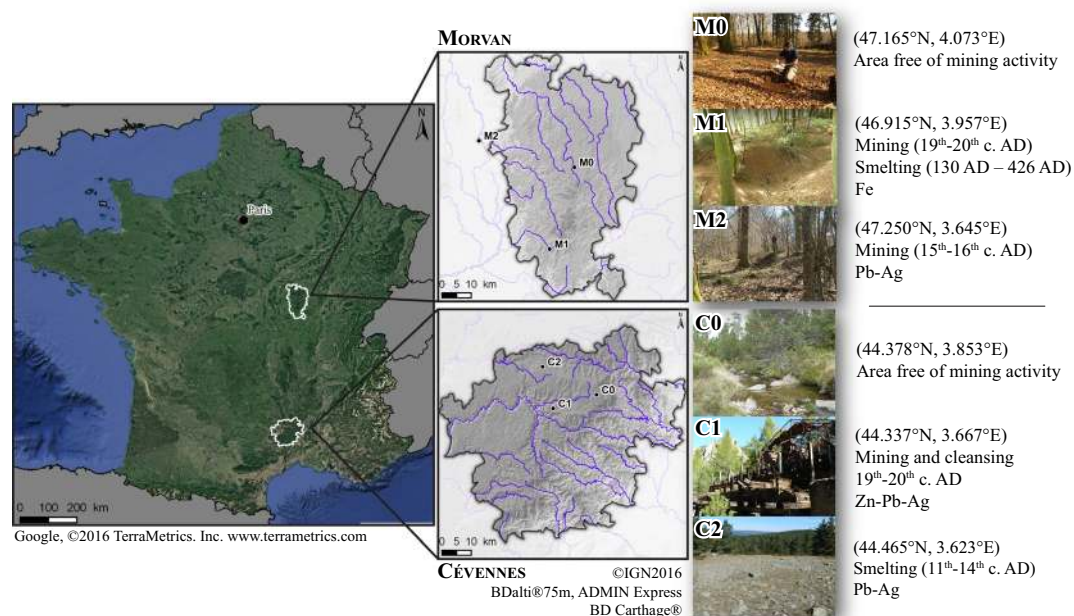 MORVAN
N
Paris
0 100 200 km
Google, ©2016 TerraMetrics. Inc. www.terrametrics.com
N
M2
M0
M1
0 5 10 km
N
C2
C0
C1
0 5 10 km
CÉVENNES
©IGN2016
BDalti®75m, ADMIN Express
BD Carthage®
M0
(47.165°N, 4.073°E)
Area free of mining activity
M1
(46.915°N, 3.957°E)
Mining (19th-20th c. AD)
Smelting (130 AD – 426 AD)
Fe
M2
(47.250°N, 3.645°E)
Mining (15th-16th c. AD)
Pb-Ag
C0
(44.378°N, 3.853°E)
Area free of mining activity
C1
(44.337°N, 3.667°E)
Mining and cleansing
19th-20th c. AD
Zn-Pb-Ag
C2
(44.465°N, 3.623°E)
Smelting (11th-14th c. AD)
Pb-Ag